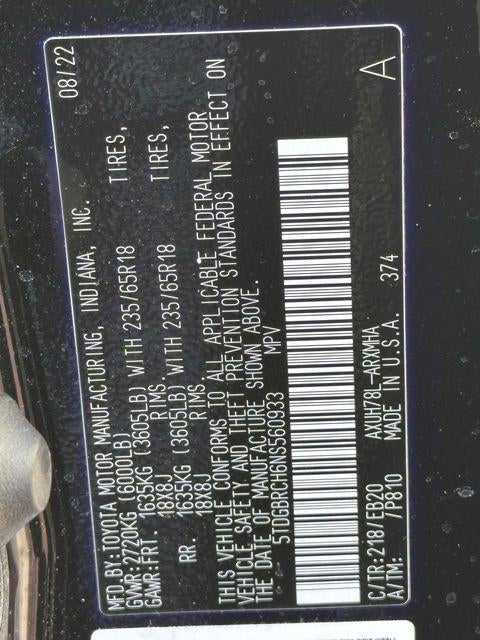 MFD.BY:TOYOTA MOTOR MANUFACTURING, INDIANA, INC. 08/22
GVWR:2720KG (6000LB)
GAWR:FRT. 1635KG (3605LB) WITH 235/65R18 TIRES,
18X8J RIMS.
RR. 1635KG (3605LB) WITH 235/65R18 TIRES,
18X8J RIMS.
THIS VEHICLE CONFORMS TO ALL APPLICABLE FEDERAL MOTOR
VEHICLE SAFETY AND THEFT PREVENTION STANDARDS IN EFFECT ON
THE DATE OF MANUFACTURE SHOWN ABOVE.
5TDGBRCH6NS560833 MPV
C/TR:218/EB20 AXUH78L-ARXMHA A
A/TM: /P810 MADE IN U.S.A. 374